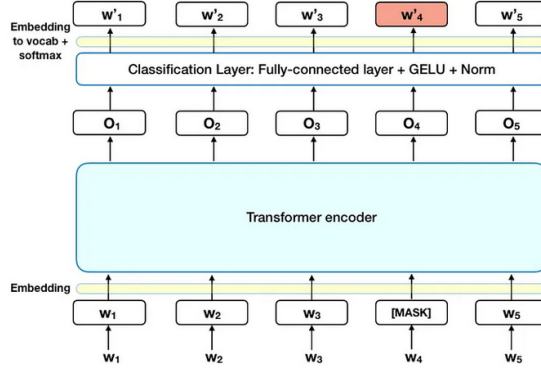 Embedding
to vocab +
softmax
w'₁ w'₂ w'₃ w'₄ w'₅
Classification Layer: Fully-connected layer + GELU + Norm
O₁ O₂ O₃ O₄ O₅
Transformer encoder
Embedding
w₁ w₂ w₃ [MASK] w₅
w₁ w₂ w₃ w₄ w₅